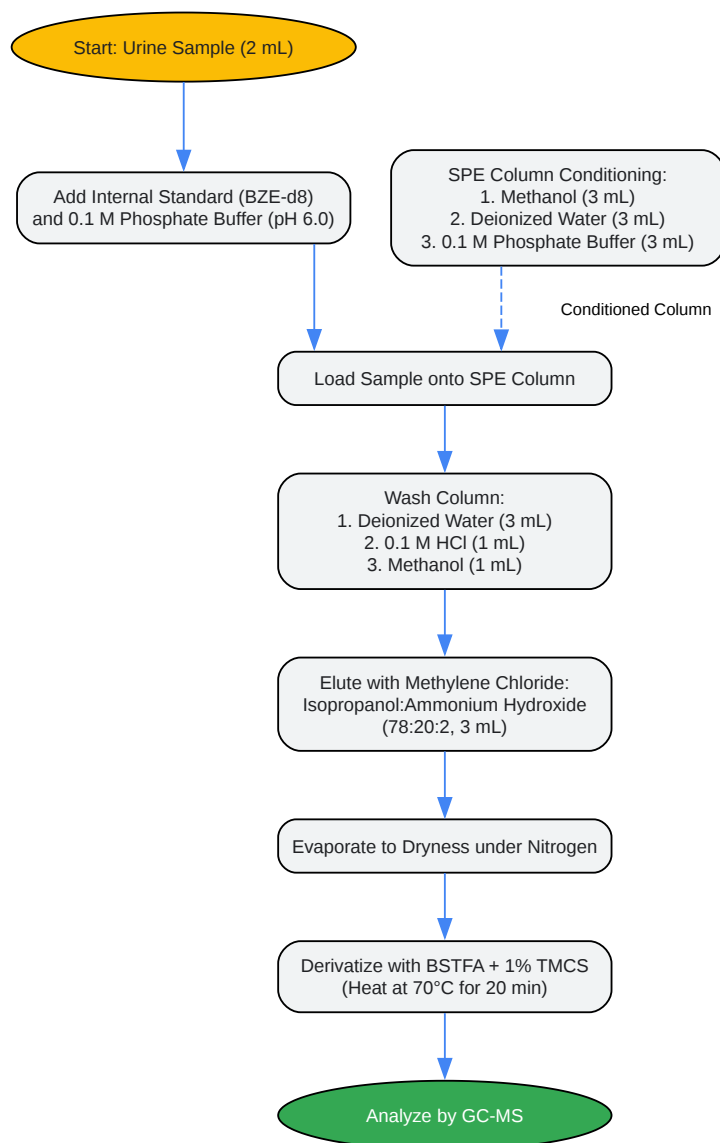 Start: Urine Sample (2 mL)
Add Internal Standard (BZE-d8)
and 0.1 M Phosphate Buffer (pH 6.0)
SPE Column Conditioning:
1. Methanol (3 mL)
2. Deionized Water (3 mL)
3. 0.1 M Phosphate Buffer (3 mL)
Conditioned Column
Load Sample onto SPE Column
Wash Column:
1. Deionized Water (3 mL)
2. 0.1 M HCl (1 mL)
3. Methanol (1 mL)
Elute with Methylene Chloride:
Isopropanol:Ammonium Hydroxide
(78:20:2, 3 mL)
Evaporate to Dryness under Nitrogen
Derivatize with BSTFA + 1% TMCS
(Heat at 70°C for 20 min)
Analyze by GC-MS